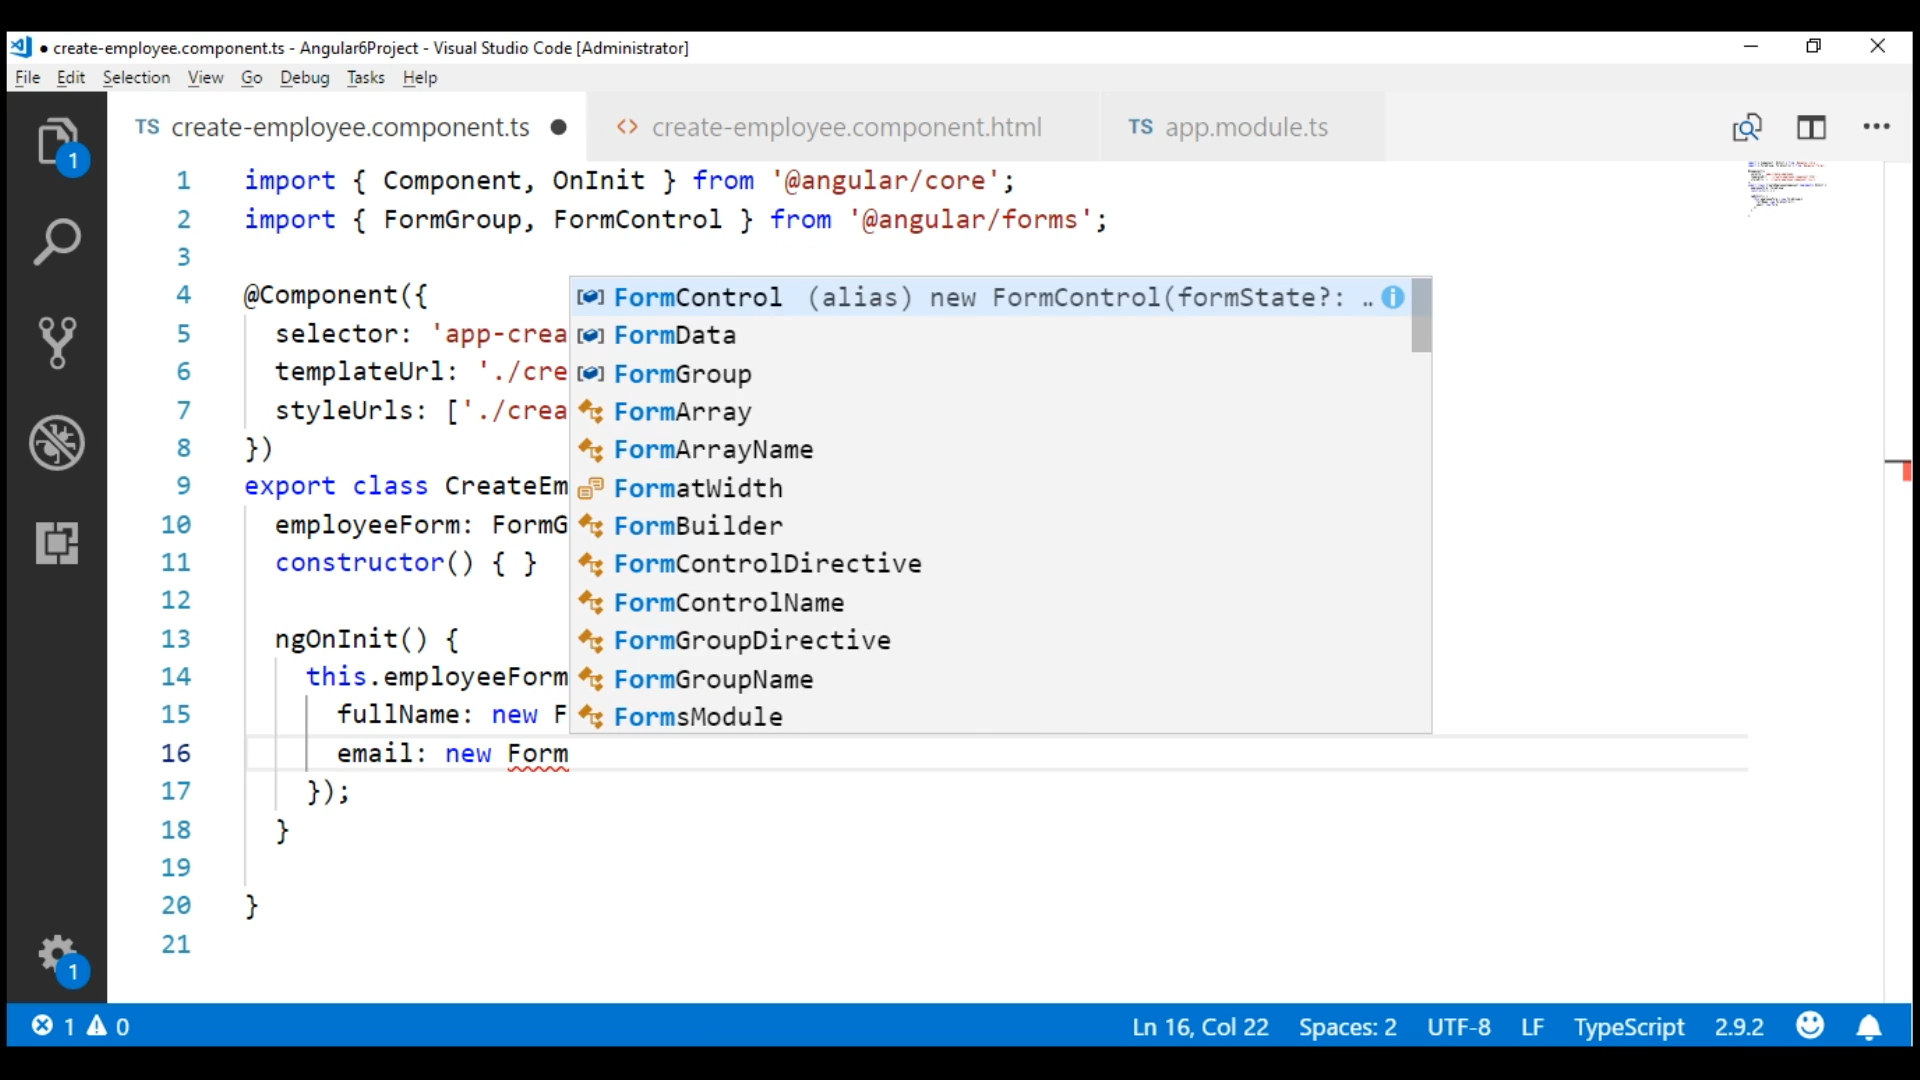 ● create-employee.component.ts - Angular6Project - Visual Studio Code [Administrator]
File Edit Selection View Go Debug Tasks Help
1
TS create-employee.component.ts ●
<> create-employee.component.html
TS app.module.ts
1 import { Component, OnInit } from '@angular/core';
2 import { FormGroup, FormControl } from '@angular/forms';
3
4 @Component({
5 selector: 'app-crea
6 templateUrl: './cre
7 styleUrls: ['./crea
8 })
9 export class CreateEm
10 employeeForm: FormG
11 constructor() { }
12
13 ngOnInit() {
14 this.employeeForm
15 fullName: new F
16 email: new Form
17 });
18 }
19
20 }
21
FormControl (alias) new FormControl(formState?: ..
FormData
FormGroup
FormArray
FormArrayName
FormatWidth
FormBuilder
FormControlDirective
FormControlName
FormGroupDirective
FormGroupName
FormsModule
1
1 0
Ln 16, Col 22 Spaces: 2 UTF-8 LF TypeScript 2.9.2